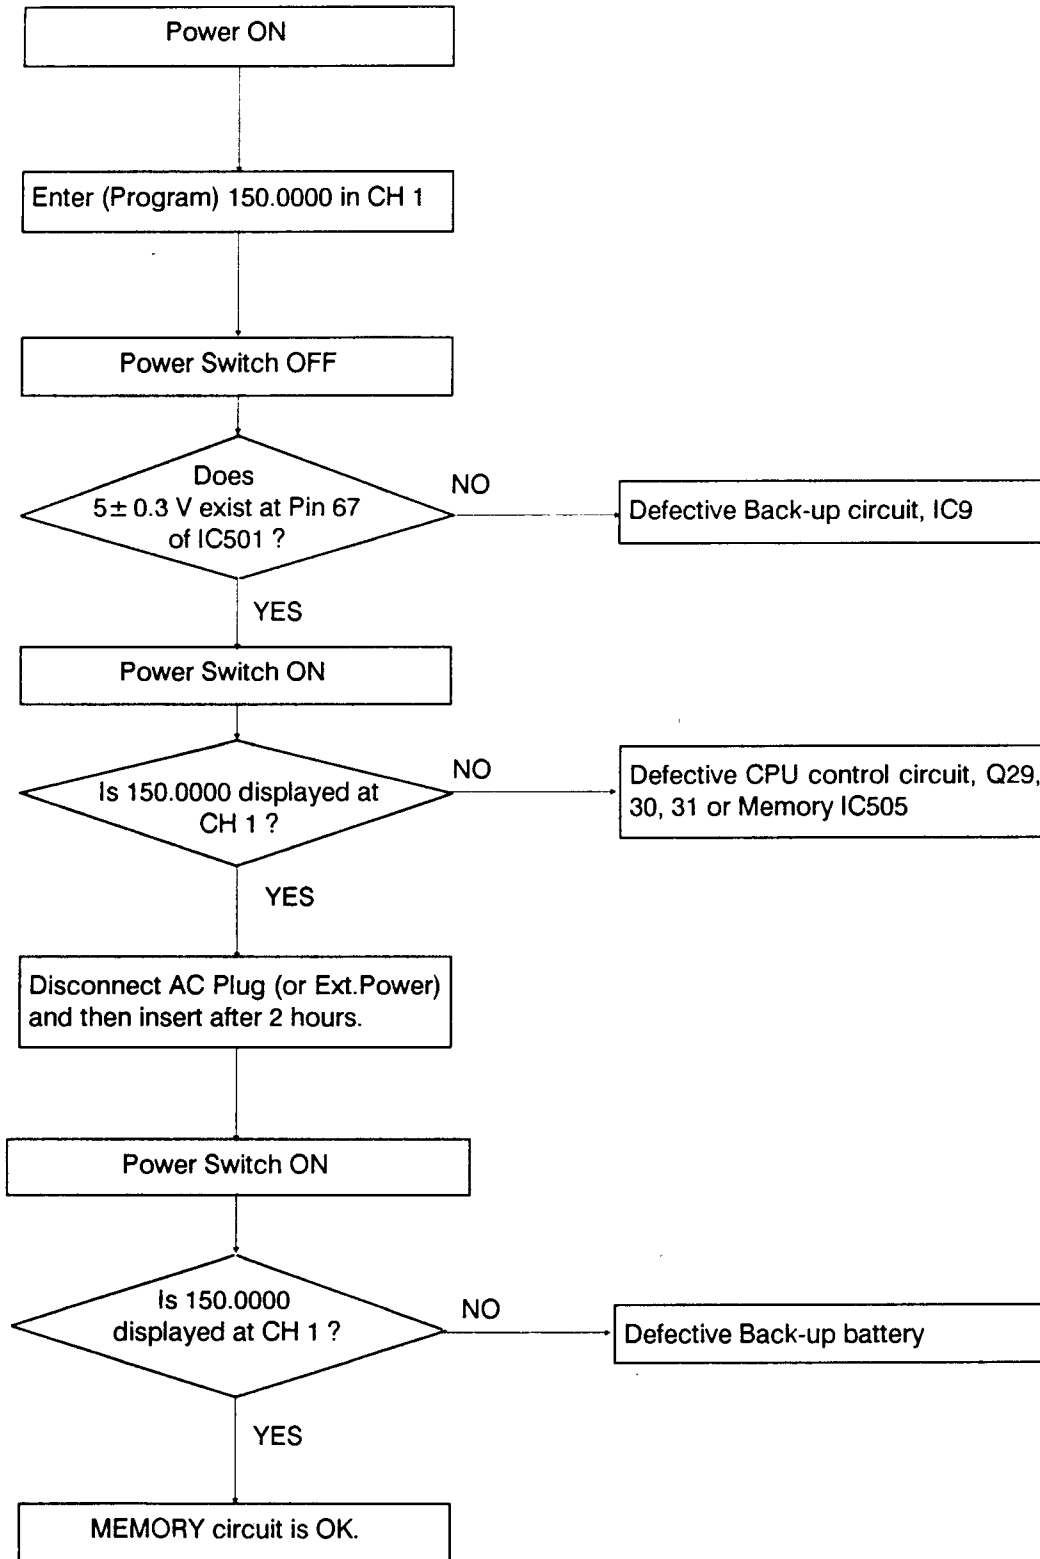 Power ON
Enter (Program) 150.0000 in CH 1
Power Switch OFF
Does
5± 0.3 V exist at Pin 67
of IC501 ?
NO
Defective Back-up circuit, IC9
YES
Power Switch ON
Is 150.0000 displayed at
CH 1 ?
NO
Defective CPU control circuit, Q29,
30, 31 or Memory IC505
YES
Disconnect AC Plug (or Ext.Power)
and then insert after 2 hours.
Power Switch ON
Is 150.0000
displayed at CH 1 ?
NO
Defective Back-up battery
YES
MEMORY circuit is OK.